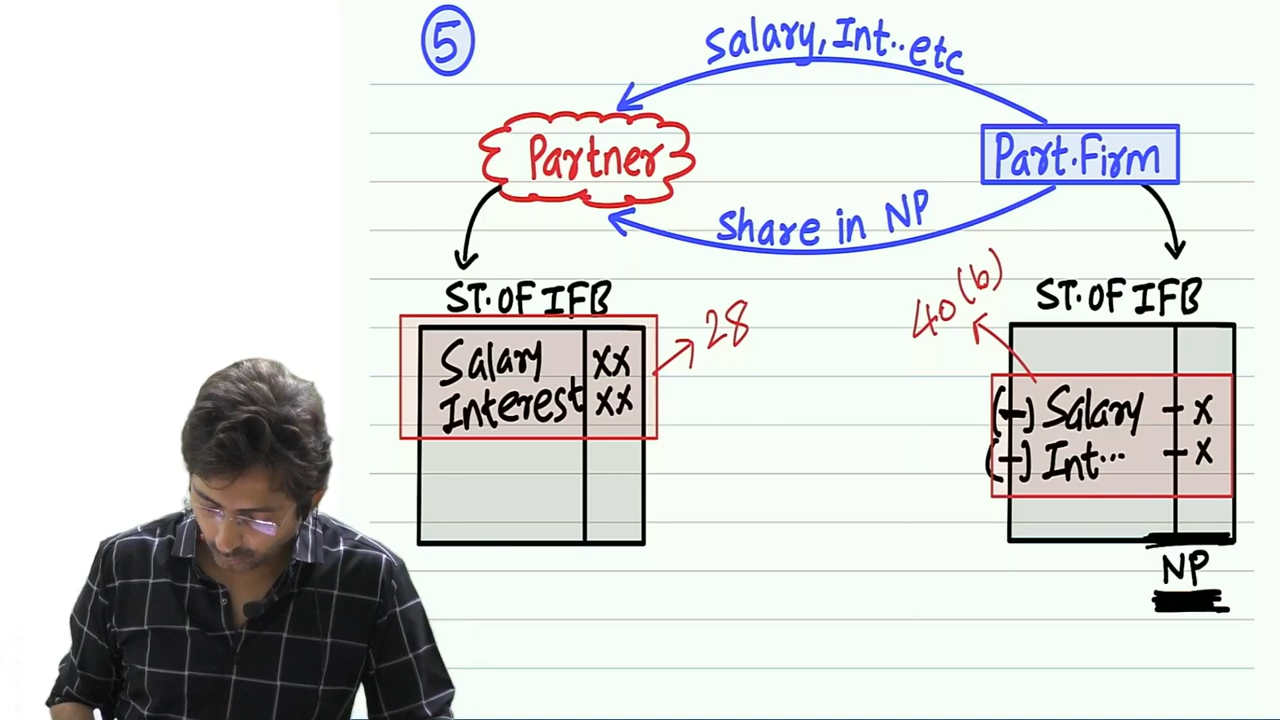 5
Salary, Int.. etc
Partner
Part. Firm
Share in NP
ST. OF IFB
Salary xx
Interest xx
28
40(b)
ST. OF IFB
(-) Salary - x
(-) Int... - x
NP